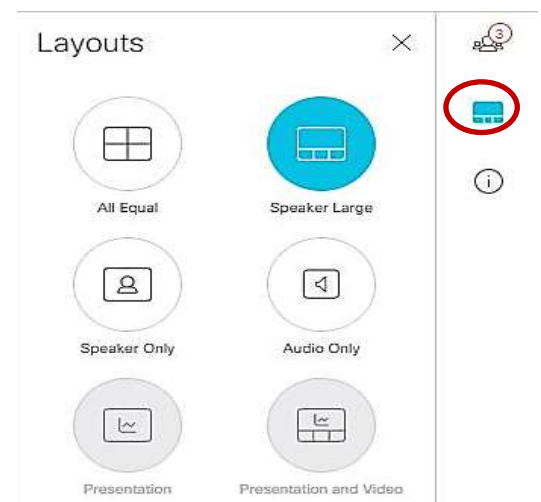 Layouts
3
All Equal
Speaker Large
Speaker Only
Audio Only
Presentation
Presentation and Video